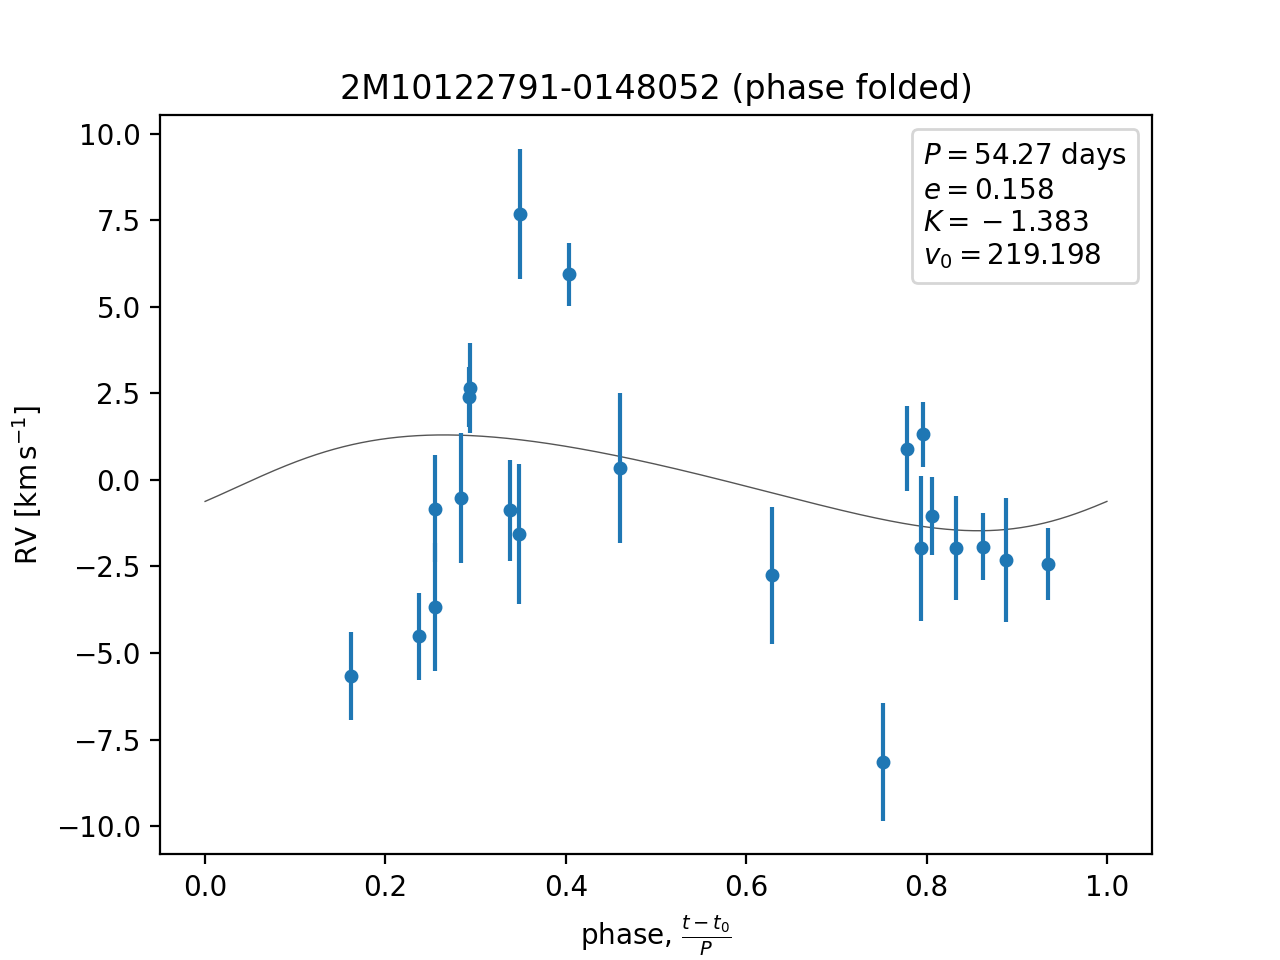 2M10122791-0148052 (phase folded)
P = 54.27 days
e = 0.158
K = −1.383
v₀ = 219.198
RV [km s⁻¹]
10.0
7.5
5.0
2.5
0.0
−2.5
−5.0
−7.5
−10.0
0.0 0.2 0.4 0.6 0.8 1.0
phase, (t − t₀)/P